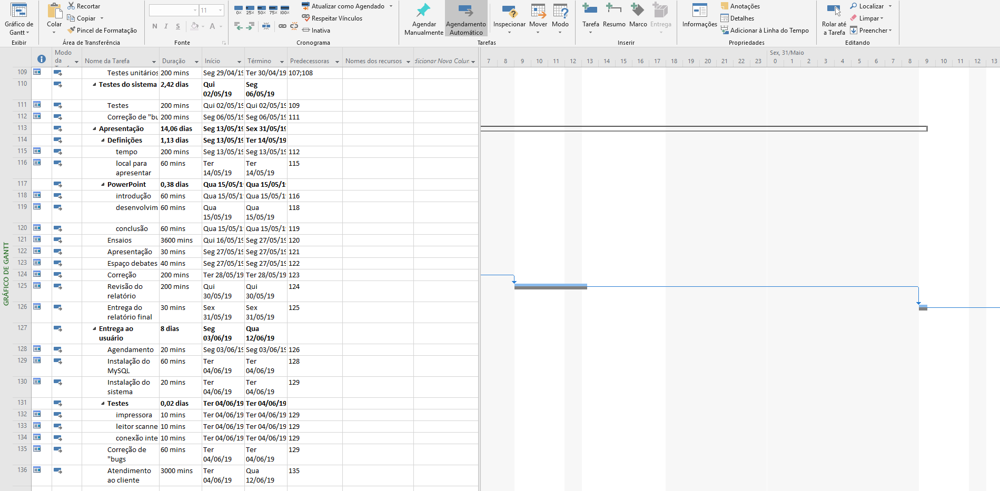 Gráfico de Gantt
Exibir
Colar
Recortar
Copiar
Pincel de Formatação
Área de Transferência
11
N I S A
Fonte
0% 25% 50% 75% 100%
Atualizar como Agendado
Respeitar Vínculos
Inativa
Cronograma
Agendar Manualmente
Agendamento Automático
Inspecionar
Mover
Modo
Tarefas
Tarefa
Resumo
Marco
Entrega
Inserir
Informações
Anotações
Detalhes
Adicionar à Linha do Tempo
Propriedades
Rolar até a Tarefa
Localizar
Limpar
Preencher
Editando
Modo da Nome da Tarefa Duração Início Término Predecessoras Nomes dos recursos dicionar Nova Colur
Sex, 31/Maio
7 8 9 10 11 12 13 14 15 16 17 18 19 20 21 22 23 0 1 2 3 4 5 6 7 8 9 10 11 12 13
GRÁFICO DE GANTT
109 Testes unitários 200 mins Seg 29/04/19 Ter 30/04/19 107;108
110 Testes do sistema 2,42 dias Qui 02/05/19 Seg 06/05/19
111 Testes 200 mins Qui 02/05/19 Qui 02/05/19 109
112 Correção de "bu 200 mins Seg 06/05/19 Seg 06/05/19 111
113 Apresentação 14,06 dias Seg 13/05/19 Sex 31/05/19
114 Definições 1,13 dias Seg 13/05/19 Ter 14/05/19
115 tempo 200 mins Seg 13/05/19 Seg 13/05/19 112
116 local para apresentar 60 mins Ter 14/05/19 Ter 14/05/19 115
117 PowerPoint 0,38 dias Qua 15/05/1 Qua 15/05/1
118 introdução 60 mins Qua 15/05/1 Qua 15/05/1 116
119 desenvolvim 60 mins Qua 15/05/19 Qua 15/05/19 118
120 conclusão 60 mins Qua 15/05/1 Qua 15/05/1 119
121 Ensaios 3600 mins Qui 16/05/19 Seg 27/05/19 120
122 Apresentação 30 mins Seg 27/05/19 Seg 27/05/19 121
123 Espaço debates 40 mins Seg 27/05/19 Seg 27/05/19 122
124 Correção 200 mins Ter 28/05/19 Ter 28/05/19 123
125 Revisão do relatório 200 mins Qui 30/05/19 Qui 30/05/19 124
126 Entrega do relatório final 30 mins Sex 31/05/19 Sex 31/05/19 125
127 Entrega ao usuário 8 dias Seg 03/06/19 Qua 12/06/19
128 Agendamento 20 mins Seg 03/06/19 Seg 03/06/19 126
129 Instalação do MySQL 60 mins Ter 04/06/19 Ter 04/06/19 128
130 Instalação do sistema 20 mins Ter 04/06/19 Ter 04/06/19 129
131 Testes 0,02 dias Ter 04/06/19 Ter 04/06/19
132 impressora 10 mins Ter 04/06/19 Ter 04/06/19 129
133 leitor scanne 10 mins Ter 04/06/19 Ter 04/06/19 129
134 conexão inte 10 mins Ter 04/06/19 Ter 04/06/19 129
135 Correção de "bugs 60 mins Ter 04/06/19 Ter 04/06/19 129
136 Atendimento ao cliente 3000 mins Ter 04/06/19 Qua 12/06/19 135